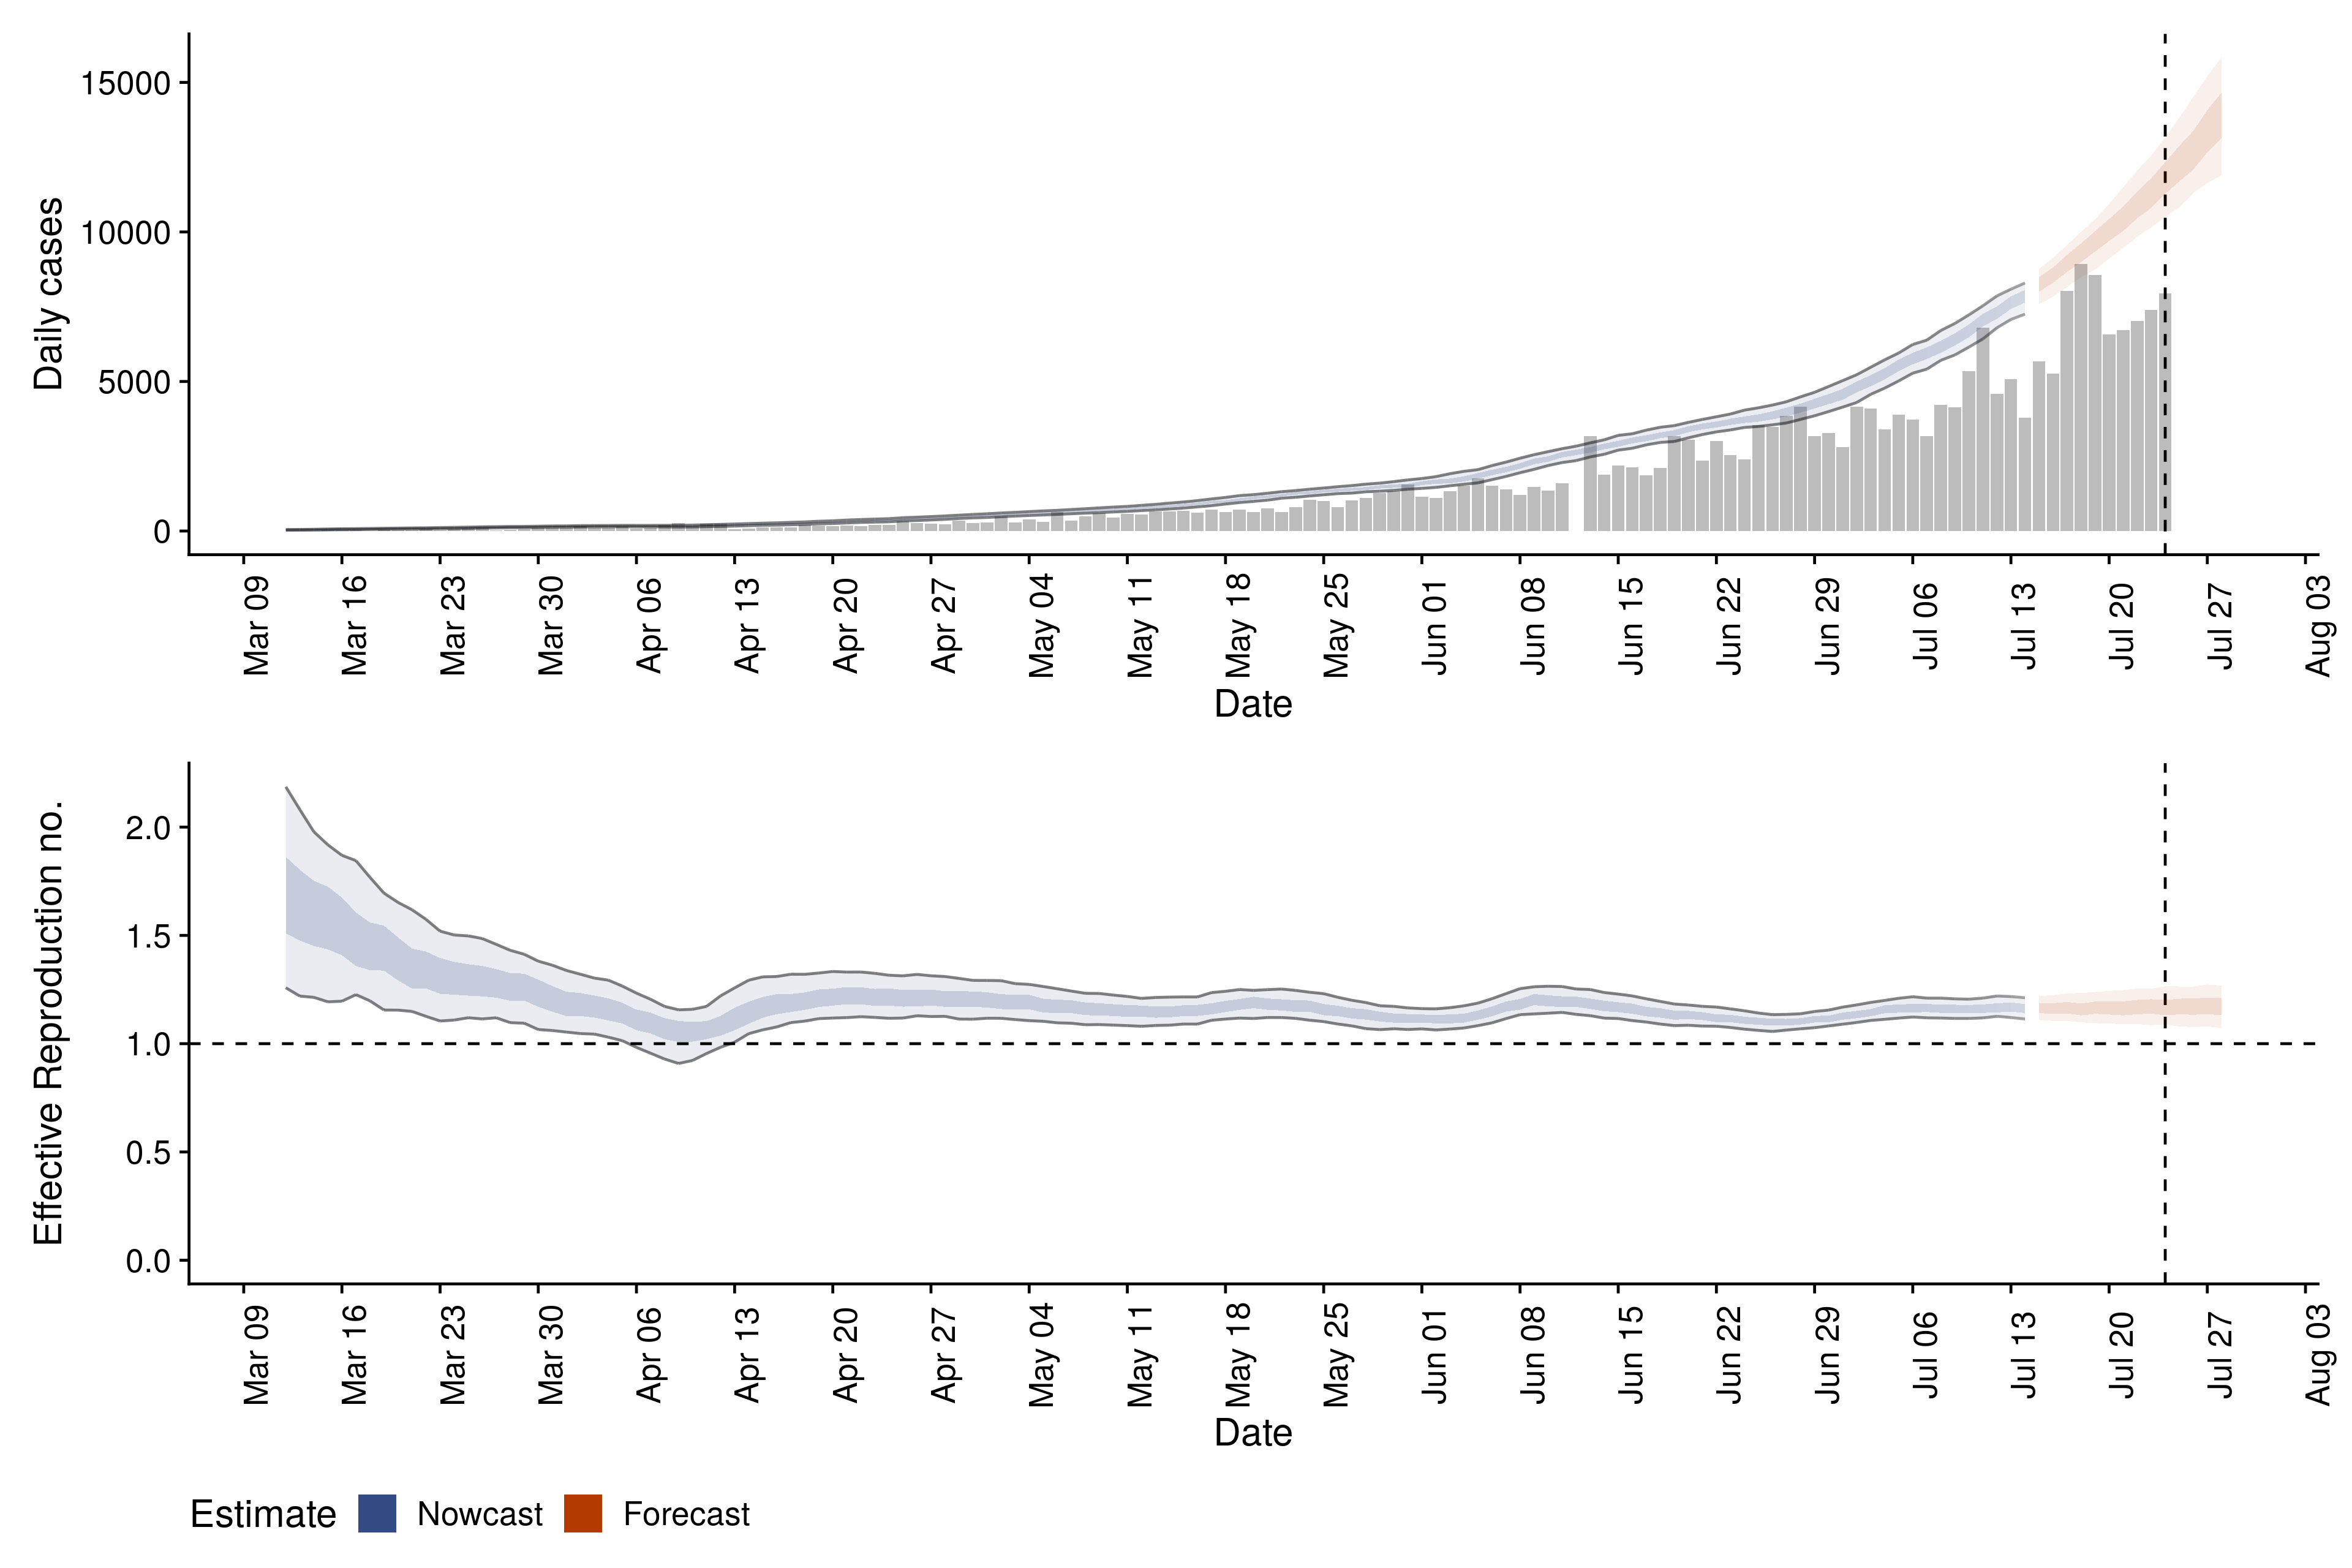 15000
10000
5000
0
Daily cases
Mar 09 Mar 16 Mar 23 Mar 30 Apr 06 Apr 13 Apr 20 Apr 27 May 04 May 11 May 18 May 25 Jun 01 Jun 08 Jun 15 Jun 22 Jun 29 Jul 06 Jul 13 Jul 20 Jul 27 Aug 03
Date
2.0
1.5
1.0
0.5
0.0
Effective Reproduction no.
Mar 09 Mar 16 Mar 23 Mar 30 Apr 06 Apr 13 Apr 20 Apr 27 May 04 May 11 May 18 May 25 Jun 01 Jun 08 Jun 15 Jun 22 Jun 29 Jul 06 Jul 13 Jul 20 Jul 27 Aug 03
Date
Estimate Nowcast Forecast